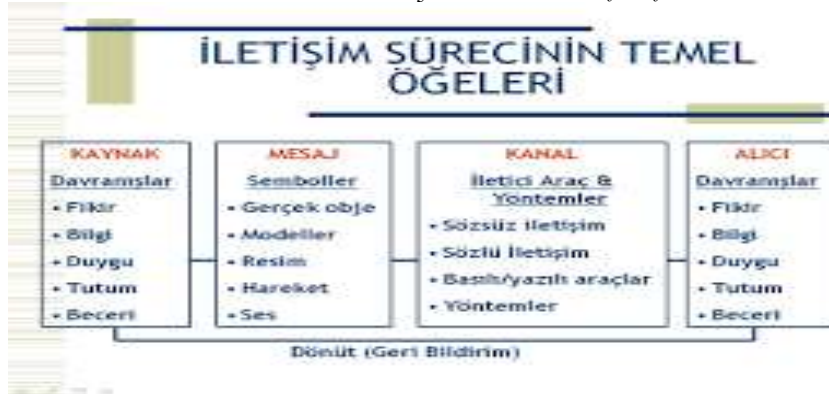 İLETİŞİM SÜRECİNİN TEMEL
ÖĞELERİ
KAYNAK
Davranışlar
• Fikir
• Bilgi
• Duygu
• Tutum
• Beceri
MESAJ
Semboller
• Gerçek obje
• Modeller
• Resim
• Hareket
• Ses
KANAL
İletici Araç &
Yöntemler
• Sözsüz iletişim
• Sözlü İletişim
• Basılı/yazılı araçlar
• Yöntemler
ALICI
Davranışlar
• Fikir
• Bilgi
• Duygu
• Tutum
• Beceri
Dönüt (Geri Bildirim)